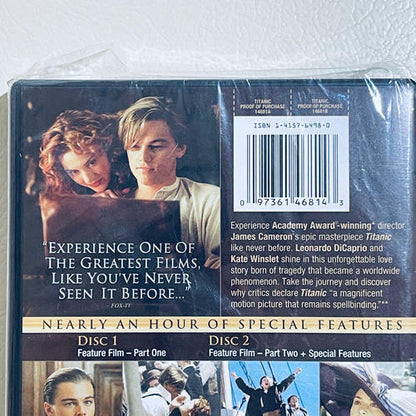 TITANIC
PROOF OF PURCHASE
14681A
TITANIC
PROOF OF PURCHASE
14681B
ISBN 1-4157-6498-0
0 97361 46814 3
Experience Academy Award®-winning* director
James Cameron's epic masterpiece Titanic
like never before. Leonardo DiCaprio and
Kate Winslet shine in this unforgettable love
story born of tragedy that became a worldwide
phenomenon. Take the journey and discover
why critics declare Titanic "a magnificent
motion picture that remains spellbinding."**
"EXPERIENCE ONE OF
THE GREATEST FILMS,
LIKE YOU'VE NEVER
SEEN IT BEFORE..."
-FOX-TV
NEARLY AN HOUR OF SPECIAL FEATURES
DISC 1
Feature Film – Part One
DISC 2
Feature Film – Part Two + Special Features